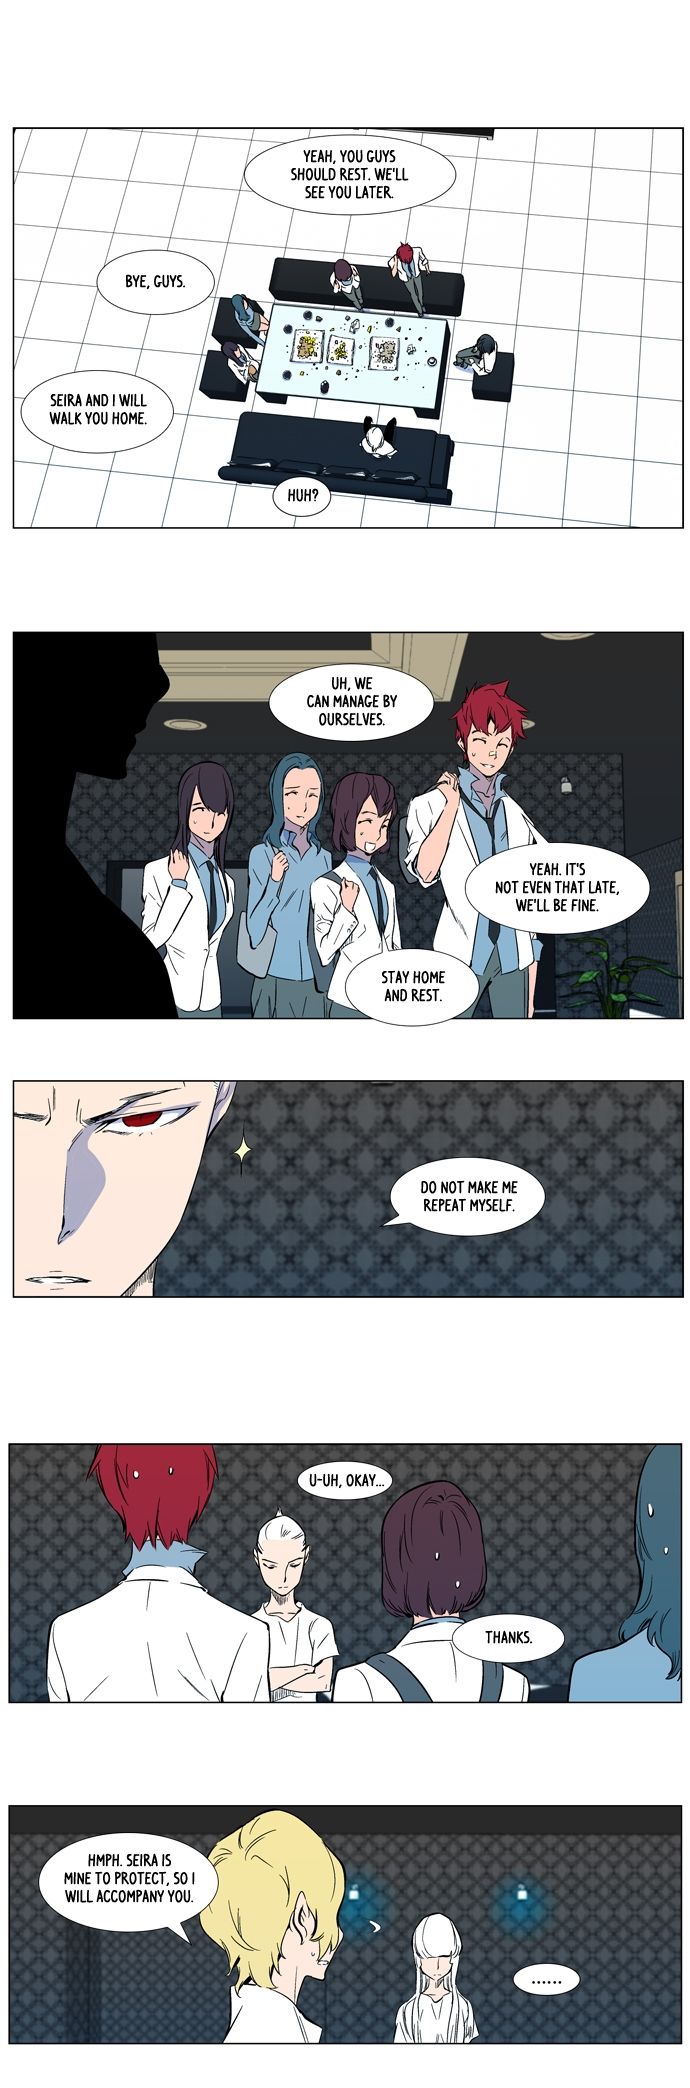 YEAH, YOU GUYS
SHOULD REST. WE'LL
SEE YOU LATER.
BYE, GUYS.
SEIRA AND I WILL
WALK YOU HOME.
HUH?
UH, WE
CAN MANAGE BY
OURSELVES.
YEAH. IT'S
NOT EVEN THAT LATE,
WE'LL BE FINE.
STAY HOME
AND REST.
DO NOT MAKE ME
REPEAT MYSELF.
U-UH, OKAY...
THANKS.
HMPH. SEIRA IS
MINE TO PROTECT, SO I
WILL ACCOMPANY YOU.
......